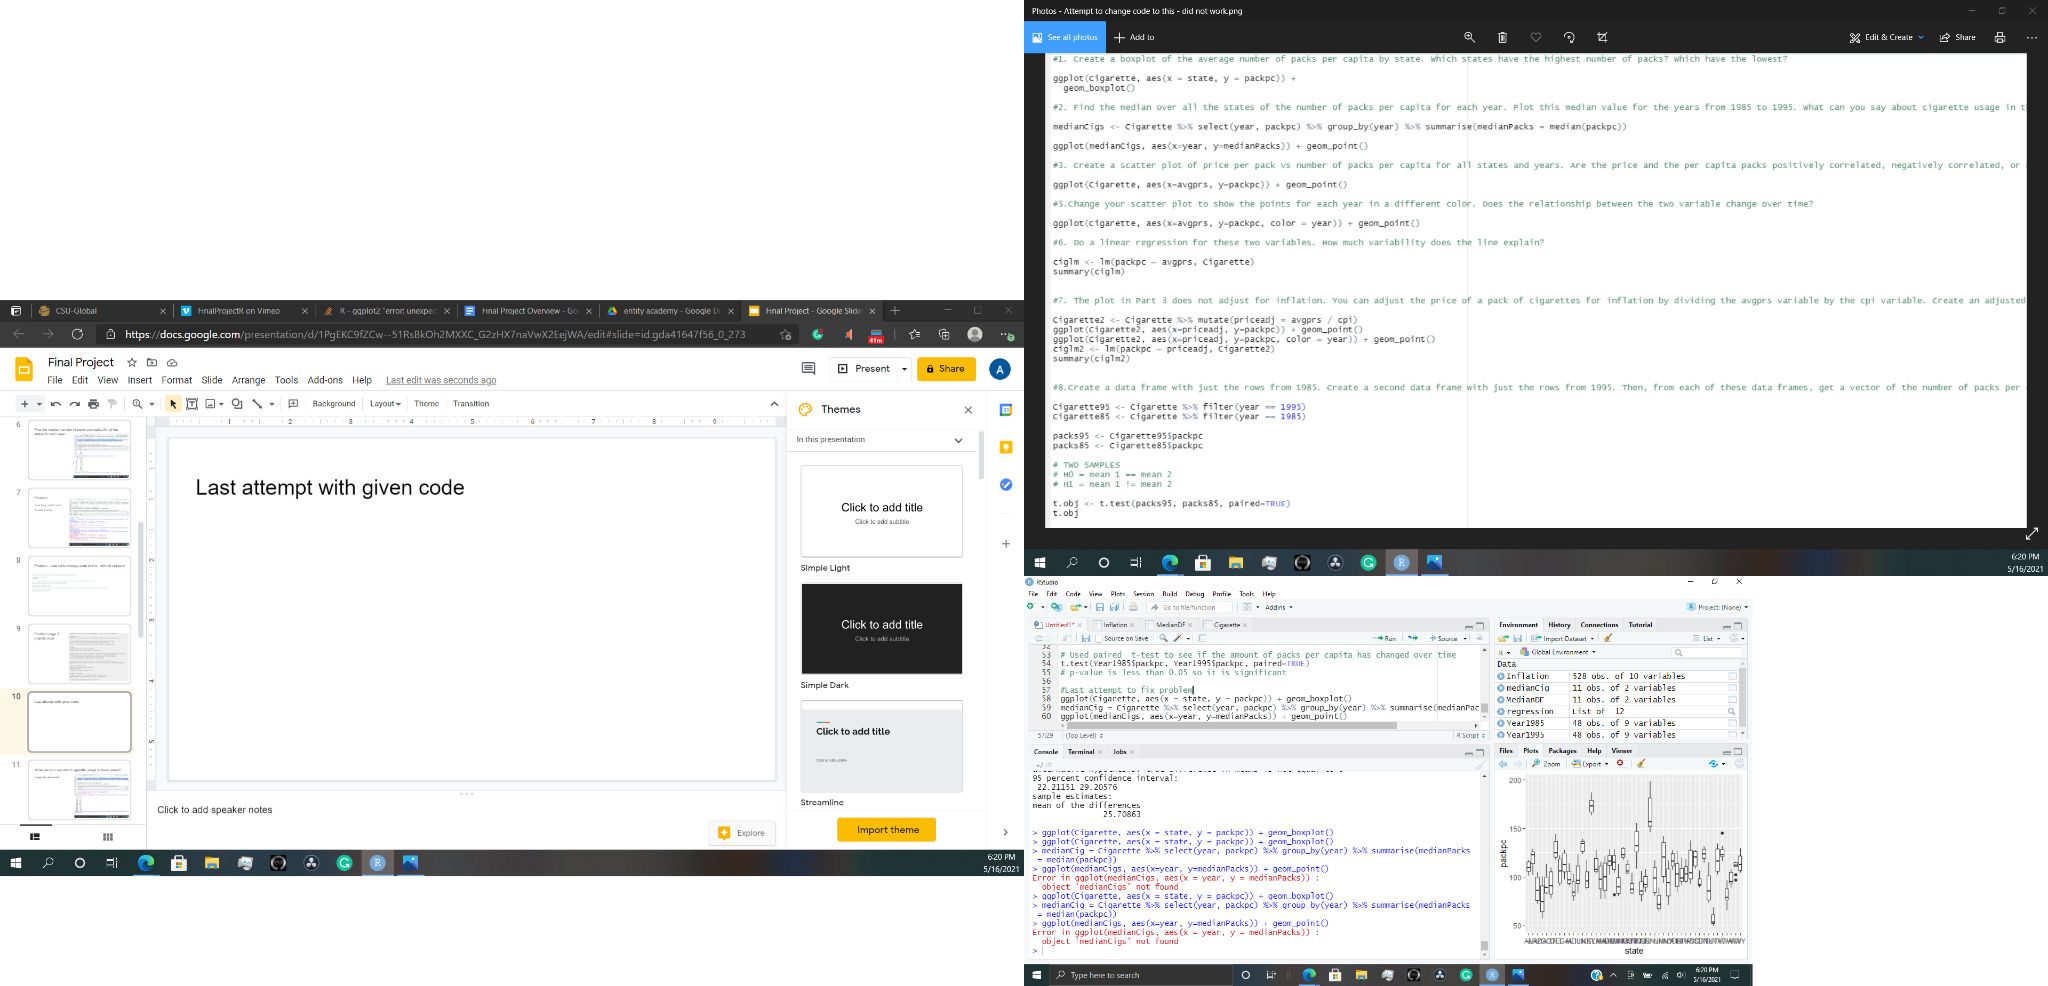 CSU-Global
FinalProjectR on Vimeo
R - ggplot2 "error: unexpec
Final Project Overview - Go
entity academy - Google Dr
Final Project - Google Slide
https://docs.google.com/presentation/d/1PgEKC9fZCw--51RsBkOh2MXXC_G2zHX7naVwX2EejWA/edit#slide=id.gda41647f56_0_273
41m
Final Project
File Edit View Insert Format Slide Arrange Tools Add-ons Help Last edit was seconds ago
Present
Share
A
Background Layout Theme Transition
Themes
In this presentation
6
7
8
9
10
11
Last attempt with given code
Click to add title
Click to add subtitle
Simple Light
Click to add title
Click to add subtitle
Simple Dark
Click to add title
Streamline
Import theme
Click to add speaker notes
Explore
6:20 PM
5/16/2021
Photos - Attempt to change code to this - did not work.png
See all photos
Add to
Edit & Create
Share
#1. Create a boxplot of the average number of packs per capita by state. Which states have the highest number of packs? Which have the lowest?
ggplot(Cigarette, aes(x = state, y = packpc)) +
geom_boxplot()
#2. Find the median over all the states of the number of packs per capita for each year. Plot this median value for the years from 1985 to 1995. What can you say about cigarette usage in t
medianCigs <- Cigarette %>% select(year, packpc) %>% group_by(year) %>% summarise(medianPacks = median(packpc))
ggplot(medianCigs, aes(x=year, y=medianPacks)) + geom_point()
#3. Create a scatter plot of price per pack vs number of packs per capita for all states and years. Are the price and the per capita packs positively correlated, negatively correlated, or
ggplot(Cigarette, aes(x=avgprs, y=packpc)) + geom_point()
#5.Change your scatter plot to show the points for each year in a different color. Does the relationship between the two variable change over time?
ggplot(Cigarette, aes(x=avgprs, y=packpc, color = year)) + geom_point()
#6. Do a linear regression for these two variables. How much variability does the line explain?
ciglm <- lm(packpc ~ avgprs, Cigarette)
summary(ciglm)
#7. The plot in Part 3 does not adjust for inflation. You can adjust the price of a pack of cigarettes for inflation by dividing the avgprs variable by the cpi variable. Create an adjusted
Cigarette2 <- Cigarette %>% mutate(priceadj = avgprs / cpi)
ggplot(Cigarette2, aes(x=priceadj, y=packpc)) + geom_point()
ggplot(Cigarette2, aes(x=priceadj, y=packpc, color = year)) + geom_point()
ciglm2 <- lm(packpc ~ priceadj, Cigarette2)
summary(ciglm2)
#8.Create a data frame with just the rows from 1985. Create a second data frame with just the rows from 1995. Then, from each of these data frames, get a vector of the number of packs per
Cigarette95 <- Cigarette %>% filter(year == 1995)
Cigarette85 <- Cigarette %>% filter(year == 1985)
packs95 <- Cigarette95$packpc
packs85 <- Cigarette85$packpc
# TWO SAMPLES
# H0 = mean 1 == mean 2
# H1 = mean 1 != mean 2
t.obj <- t.test(packs95, packs85, paired=TRUE)
t.obj
6:20 PM
5/16/2021
RStudio
File Edit Code View Plots Session Build Debug Profile Tools Help
Go to file/function
Addins
Project: (None)
Untitled1* Inflation MedianDF Cigarette
Source on Save
Run
Source
52
53 # Used paired t-test to see if the amount of packs per capita has changed over time
54 t.test(Year1985$packpc, Year1995$packpc, paired=TRUE)
55 # p-value is less than 0.05 so it is significant
56
57 #Last attempt to fix problem
58 ggplot(Cigarette, aes(x = state, y = packpc)) + geom_boxplot()
59 medianCig = Cigarette %>% select(year, packpc) %>% group_by(year) %>% summarise(medianPac
60 ggplot(medianCigs, aes(x=year, y=medianPacks)) + geom_point()
57:29 (Top Level) R Script
Console Terminal Jobs
95 percent confidence interval:
22.21151 29.20576
sample estimates:
mean of the differences
25.70863
> ggplot(Cigarette, aes(x = state, y = packpc)) + geom_boxplot()
> ggplot(Cigarette, aes(x = state, y = packpc)) + geom_boxplot()
> medianCig = Cigarette %>% select(year, packpc) %>% group_by(year) %>% summarise(medianPacks
= median(packpc))
> ggplot(medianCigs, aes(x=year, y=medianPacks)) + geom_point()
Error in ggplot(medianCigs, aes(x = year, y = medianPacks)) :
object 'medianCigs' not found
> ggplot(Cigarette, aes(x = state, y = packpc)) + geom_boxplot()
> medianCig = Cigarette %>% select(year, packpc) %>% group_by(year) %>% summarise(medianPacks
= median(packpc))
> ggplot(medianCigs, aes(x=year, y=medianPacks)) + geom_point()
Error in ggplot(medianCigs, aes(x = year, y = medianPacks)) :
object 'medianCigs' not found
>
Environment History Connections Tutorial
Import Dataset
List
R Global Environment
Data
Inflation 528 obs. of 10 variables
medianCig 11 obs. of 2 variables
MedianDF 11 obs. of 2 variables
regression List of 12
Year1985 48 obs. of 9 variables
Year1995 48 obs. of 9 variables
Files Plots Packages Help Viewer
Zoom Export
200
150
100
50
packpc
state
Type here to search
6:20 PM
5/16/2021